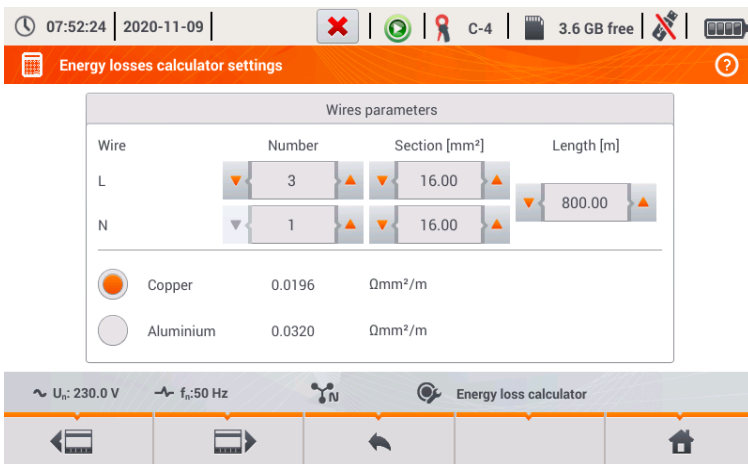 07:52:24 2020-11-09 C-4 3.6 GB free
Energy losses calculator settings ?
Wires parameters
Wire Number Section [mm²] Length [m]
L 3 16.00
800.00
N 1 16.00
Copper 0.0196 Ωmm²/m
Aluminium 0.0320 Ωmm²/m
Uₙ: 230.0 V fₙ:50 Hz N Energy loss calculator